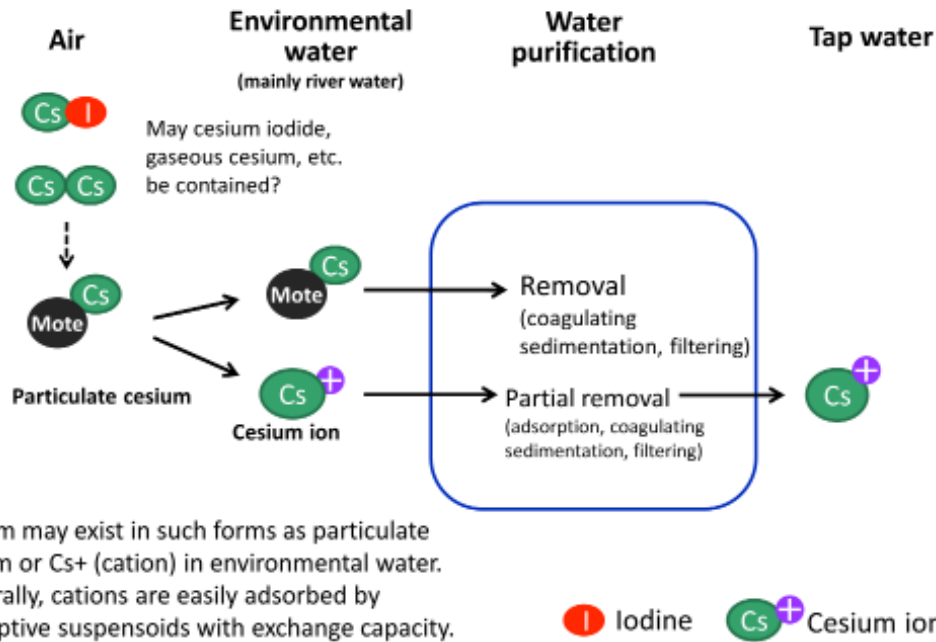 Air
Environmental
water
(mainly river water)
Water
purification
Tap water
Cs I
May cesium iodide,
gaseous cesium, etc.
be contained?
Cs Cs
Cs
Mote
Particulate cesium
Cs
Mote
Cs +
Cesium ion
Removal
(coagulating
sedimentation, filtering)
Partial removal
(adsorption, coagulating
sedimentation, filtering)
Cs +
m may exist in such forms as particulate
m or Cs+ (cation) in environmental water.
rally, cations are easily adsorbed by
ptive suspensoids with exchange capacity.
I Iodine
Cs + Cesium ion